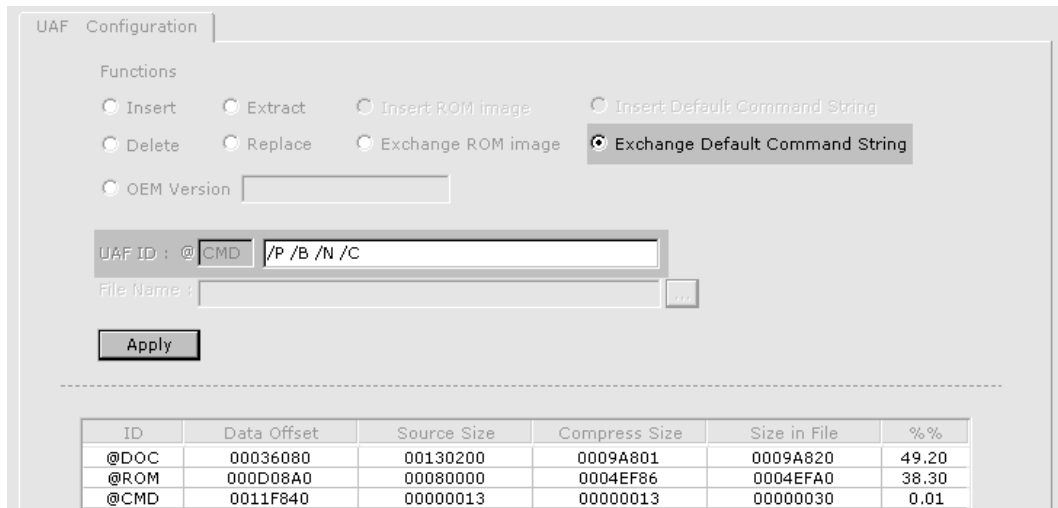 UAF Configuration
Functions
Insert Extract Insert ROM image Insert Default Command String
Delete Replace Exchange ROM image Exchange Default Command String
OEM Version
UAF ID : @ CMD /P /B /N /C
File Name : ...
Apply
ID Data Offset Source Size Compress Size Size in File %%
@DOC 00036080 00130200 0009A801 0009A820 49.20
@ROM 000D08A0 00080000 0004EF86 0004EFA0 38.30
@CMD 0011F840 00000013 00000013 00000030 0.01